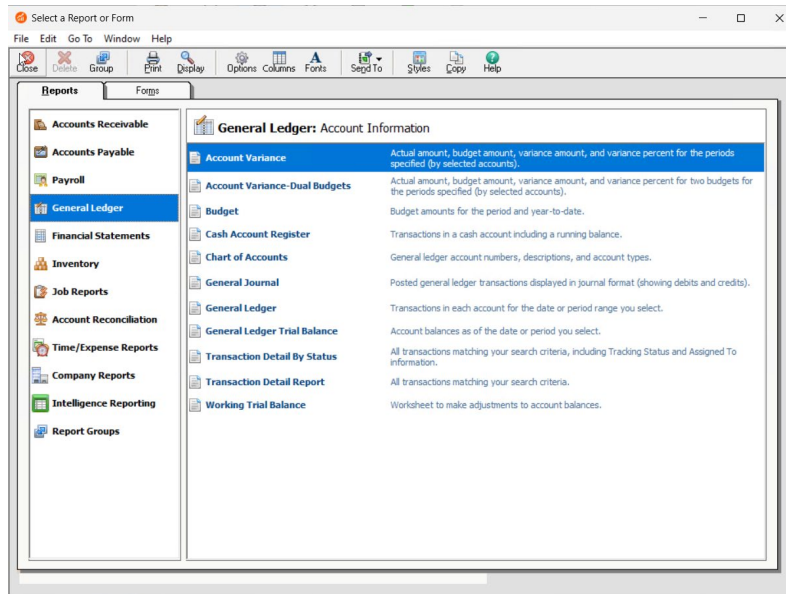 Select a Report or Form
File Edit Go To Window Help
Close Delete Group Print Display Options Columns Fonts Send To Styles Copy Help
Reports Forms
Accounts Receivable
Accounts Payable
Payroll
General Ledger
Financial Statements
Inventory
Job Reports
Account Reconciliation
Time/Expense Reports
Company Reports
Intelligence Reporting
Report Groups
General Ledger: Account Information
Account Variance Actual amount, budget amount, variance amount, and variance percent for the periods
specified (by selected accounts).
Account Variance-Dual Budgets Actual amount, budget amount, variance amount, and variance percent for two budgets for
the periods specified (by selected accounts).
Budget Budget amounts for the period and year-to-date.
Cash Account Register Transactions in a cash account including a running balance.
Chart of Accounts General ledger account numbers, descriptions, and account types.
General Journal Posted general ledger transactions displayed in journal format (showing debits and credits).
General Ledger Transactions in each account for the date or period range you select.
General Ledger Trial Balance Account balances as of the date or period you select.
Transaction Detail By Status All transactions matching your search criteria, including Tracking Status and Assigned To
information.
Transaction Detail Report All transactions matching your search criteria.
Working Trial Balance Worksheet to make adjustments to account balances.